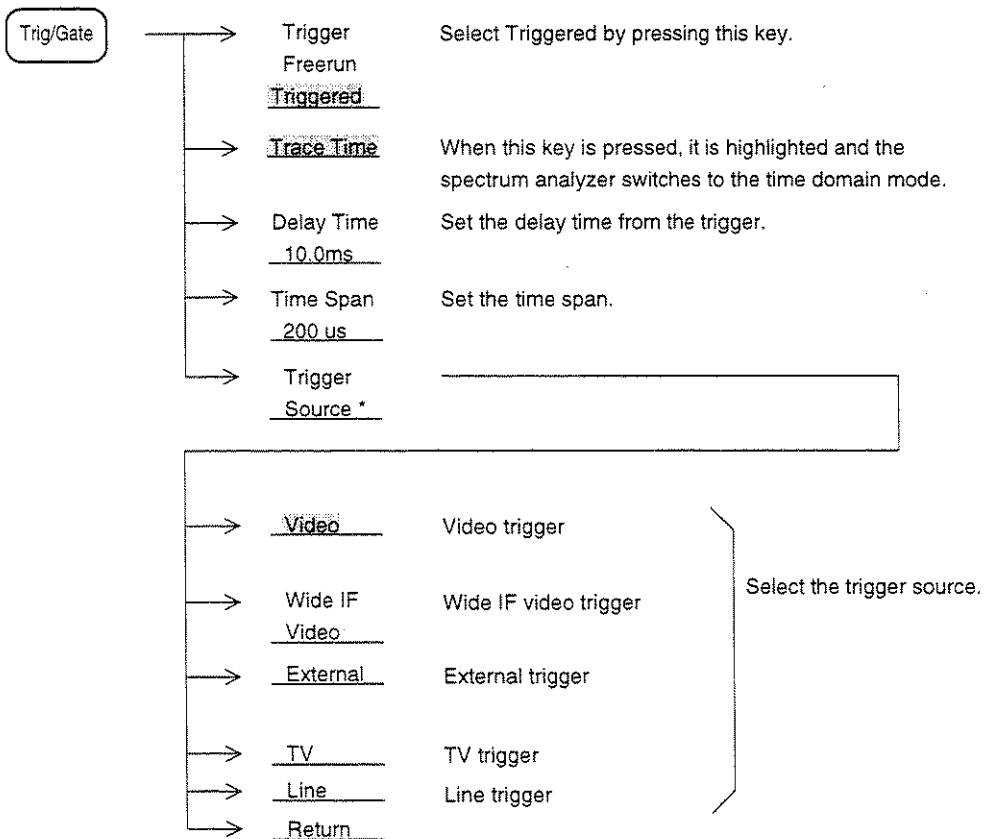 Trig/Gate
Trigger
Freerun
Triggered
Select Triggered by pressing this key.
Trace Time
When this key is pressed, it is highlighted and the
spectrum analyzer switches to the time domain mode.
Delay Time
10.0ms
Set the delay time from the trigger.
Time Span
200 us
Set the time span.
Trigger
Source *
Video
Video trigger
Wide IF
Video
Wide IF video trigger
External
External trigger
TV
TV trigger
Line
Line trigger
Return
Select the trigger source.